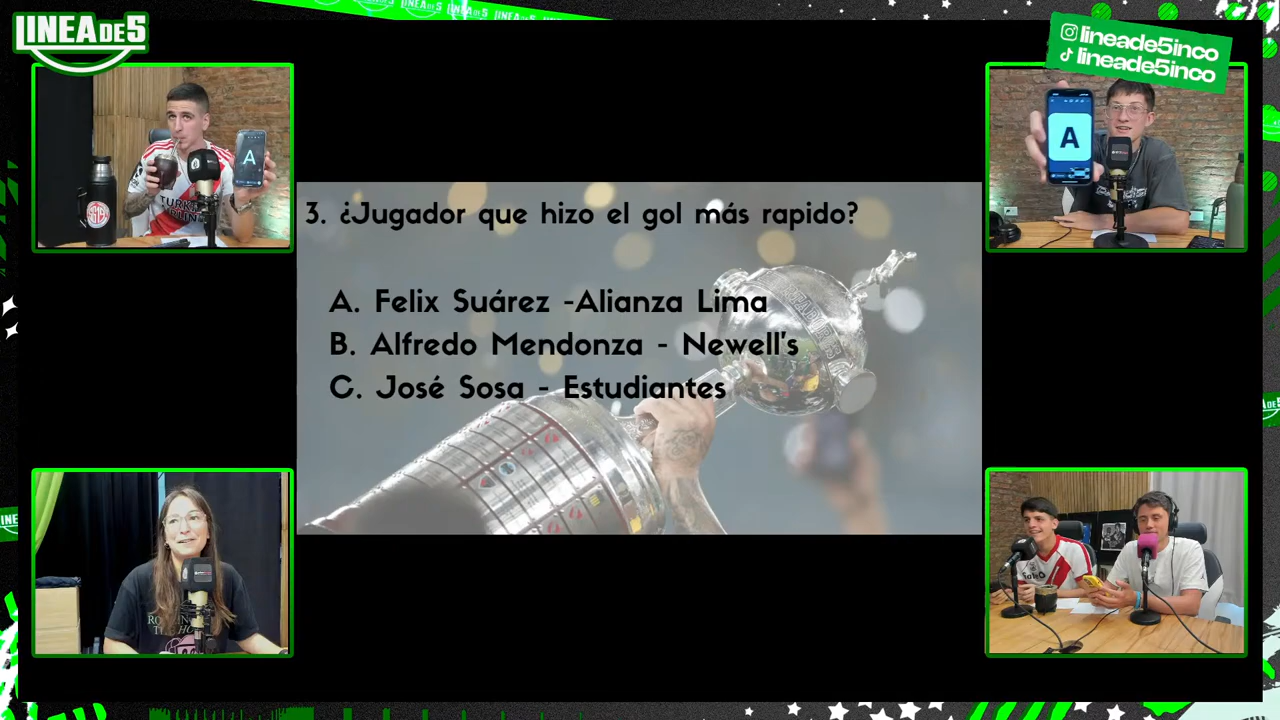 LINEA DE 5
lineade5inco
lineade5inco
A
A
3. ¿Jugador que hizo el gol más rapido?
A. Felix Suárez -Alianza Lima
B. Alfredo Mendonza - Newell's
C. José Sosa - Estudiantes